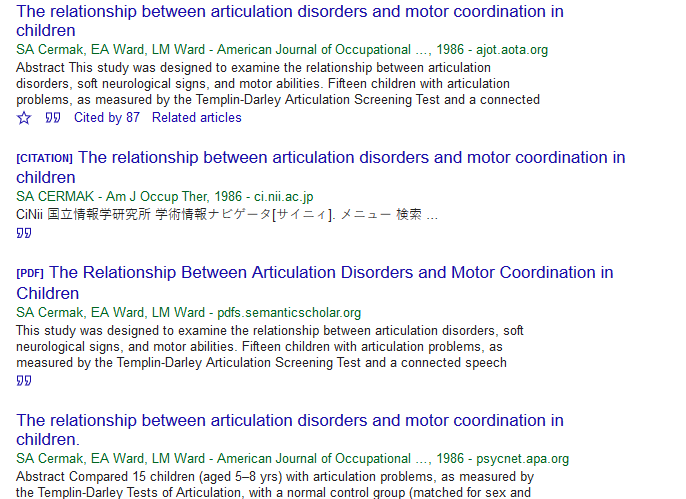 The relationship between articulation disorders and motor coordination in
children
SA Cermak, EA Ward, LM Ward - American Journal of Occupational …, 1986 - ajot.aota.org
Abstract This study was designed to examine the relationship between articulation
disorders, soft neurological signs, and motor abilities. Fifteen children with articulation
problems, as measured by the Templin-Darley Articulation Screening Test and a connected
Cited by 87 Related articles
[CITATION] The relationship between articulation disorders and motor coordination in
children
SA CERMAK - Am J Occup Ther, 1986 - ci.nii.ac.jp
CiNii 国立情報学研究所 学術情報ナビゲータ[サイニィ]. メニュー 検索 …
[PDF] The Relationship Between Articulation Disorders and Motor Coordination in
Children
SA Cermak, EA Ward, LM Ward - pdfs.semanticscholar.org
This study was designed to examine the relationship between articulation disorders, soft
neurological signs, and motor abilities. Fifteen children with articulation problems, as
measured by the Templin-Darley Articulation Screening Test and a connected speech
The relationship between articulation disorders and motor coordination in
children.
SA Cermak, EA Ward, LM Ward - American Journal of Occupational …, 1986 - psycnet.apa.org
Abstract Compared 15 children (aged 5–8 yrs) with articulation problems, as measured by
the Templin-Darley Tests of Articulation, with a normal control group (matched for sex and